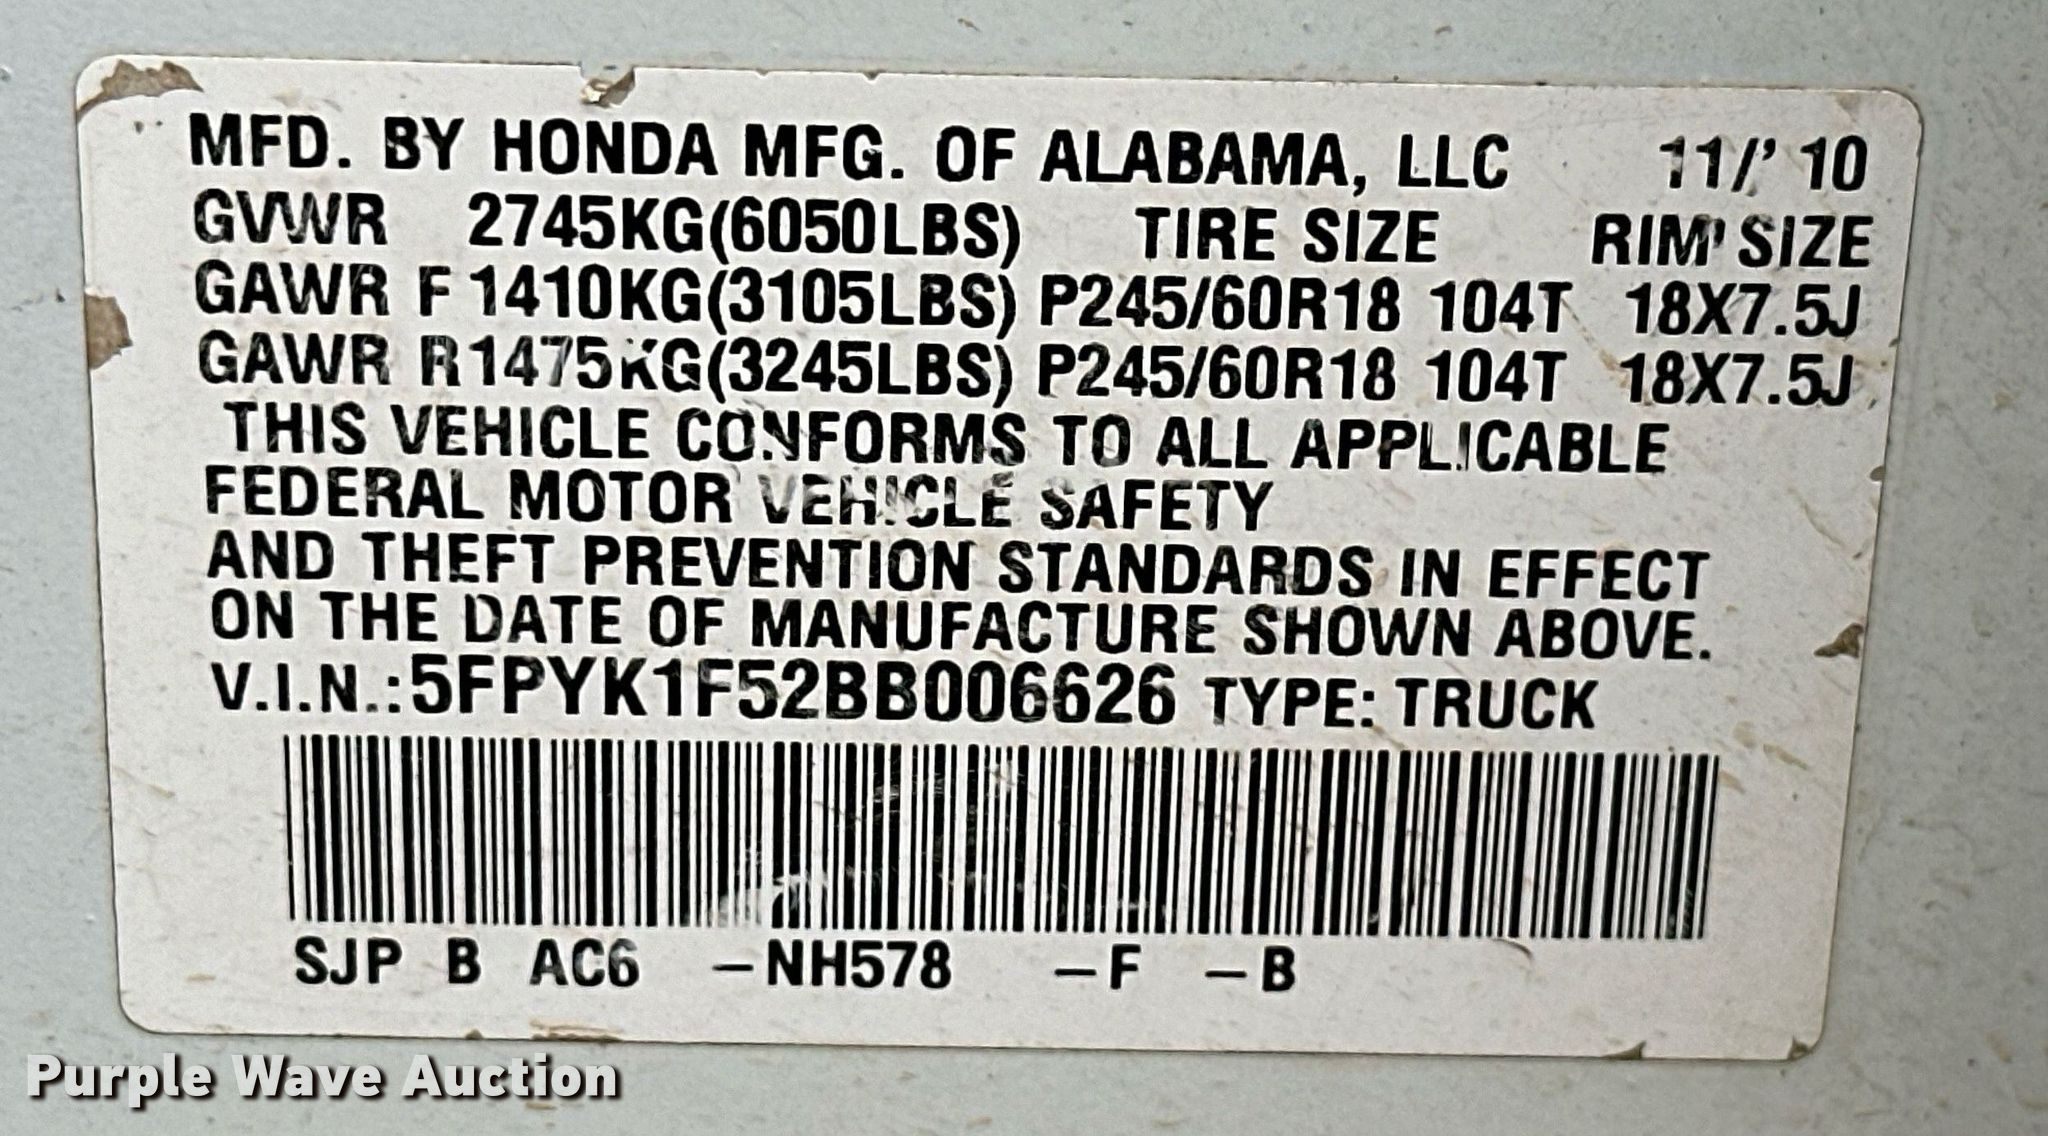 MFD. BY HONDA MFG. OF ALABAMA, LLC 11/' 10
GVWR 2745KG(6050LBS) TIRE SIZE RIM SIZE
GAWR F 1410KG(3105LBS) P245/60R18 104T 18X7.5J
GAWR R 1475KG(3245LBS) P245/60R18 104T 18X7.5J
THIS VEHICLE CONFORMS TO ALL APPLICABLE
FEDERAL MOTOR VEHICLE SAFETY
AND THEFT PREVENTION STANDARDS IN EFFECT
ON THE DATE OF MANUFACTURE SHOWN ABOVE.
V.I.N.:5FPYK1F52BB006626 TYPE: TRUCK
SJP B AC6 –NH578 –F –B
Purple Wave Auction